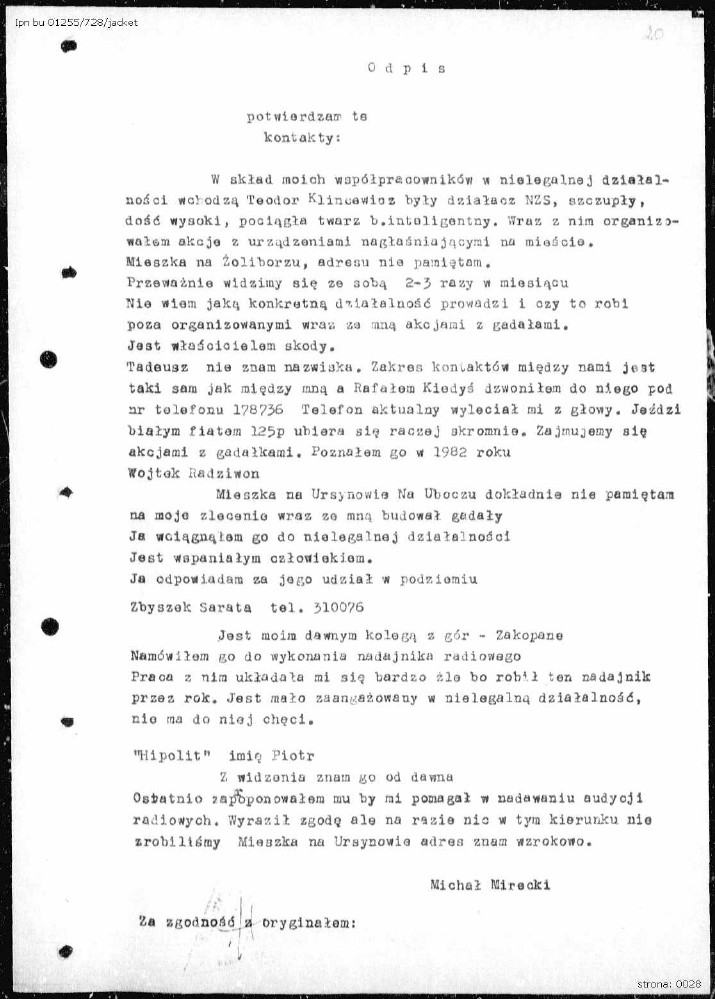 Ipn bu 01255/728/jacket
20
O d p i s
potwierdzam te
kontakty:
W skład moich współpracowników w nielegalnej działal-
ności wchodzą Teodor Klincewicz były działacz NZS, szczupły,
dość wysoki, pociągła twarz b.inteligentny. Wraz z nim organizo-
wałem akcje z urządzeniami nagłaśniającymi na mieście.
Mieszka na Żoliborzu, adresu nie pamiętam.
Przeważnie widzimy się ze sobą 2-3 razy w miesiącu
Nie wiem jaką konkretną działalność prowadzi i czy to robi
poza organizowanymi wraz ze mną akcjami z gadałami.
Jest właścicielem skody.
Tadeusz nie znam nazwiska. Zakres kontaktów między nami jest
taki sam jak między mną a Rafałem Kiedyś dzwoniłem do niego pod
nr telefonu 178736 Telefon aktualny wyleciał mi z głowy. Jeździ
białym fiatem 125p ubiera się raczej skromnie. Zajmujemy się
akcjami z gadałkami. Poznałem go w 1982 roku
Wojtek Radziwon
Mieszka na Ursynowie Na Uboczu dokładnie nie pamiętam
na moje zlecenie wraz ze mną budował gadały
Ja wciągnąłem go do nielegalnej działalności
Jest wspaniałym człowiekiem.
Ja odpowiadam za jego udział w podziemiu
Zbyszek Sarata tel. 310076
Jest moim dawnym kolegą z gór - Zakopane
Namówiłem go do wykonania nadajnika radiowego
Praca z nim układała mi się bardzo źle bo robił ten nadajnik
przez rok. Jest mało zaangażowany w nielegalną działalność,
nie ma do niej chęci.
"Hipolit" imię Piotr
Z widzenia znam go od dawna
Ostatnio zaproponowałem mu by mi pomagał w nadawaniu audycji
radiowych. Wyraził zgodę ale na razie nic w tym kierunku nie
zrobiliśmy Mieszka na Ursynowie adres znam wzrokowo.
Michał Mirecki
Za zgodność z oryginałem:
strona: 0028